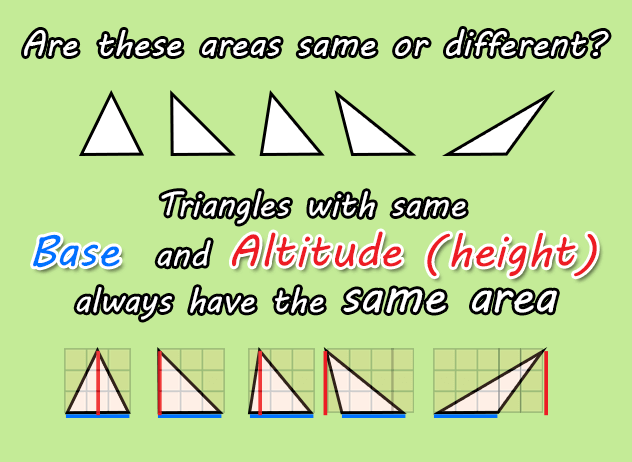 Are these areas same or different?
Triangles with same
Base and Altitude (height)
always have the same area